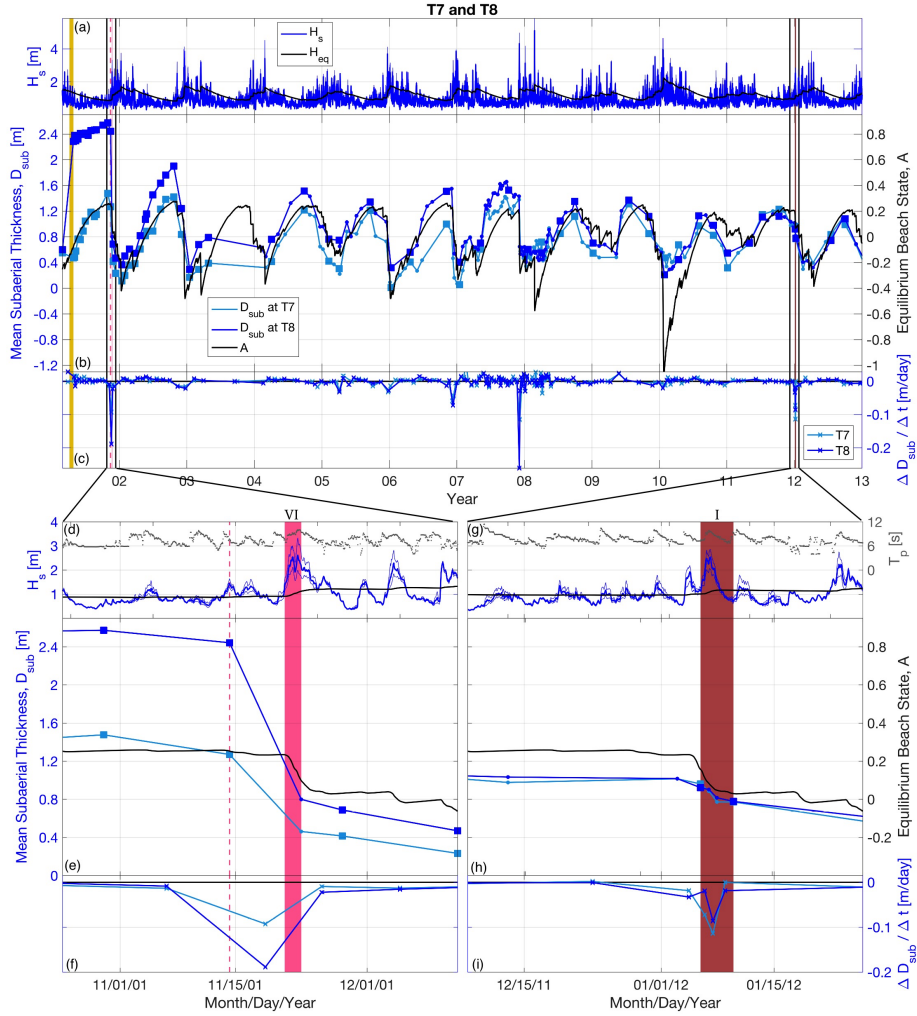 T7 and T8
(a)
H_s
H_eq
H_s [m]
4
2
Mean Subaerial Thickness, D_sub [m]
2.4
2
1.6
1.2
0.8
0.4
0
-0.4
-0.8
-1.2
D_sub at T7
D_sub at T8
A
(b)
0.8
0.6
0.4
0.2
0
-0.2
-0.4
-0.6
-0.8
-1
Equilibrium Beach State, A
0
-0.1
-0.2
Δ D_sub / Δ t [m/day]
T7
T8
(c)
02 03 04 05 06 07 08 09 10 11 12 13
Year
VI
(d)
H_s [m]
4
3
2
1
I
(g)
12
6
0
T_p [s]
Mean Subaerial Thickness, D_sub [m]
2.4
2
1.6
1.2
0.8
0.4
0
(e)
(h)
0.8
0.6
0.4
0.2
0
-0.2
Equilibrium Beach State, A
(f)
(i)
0
-0.1
-0.2
Δ D_sub / Δ t [m/day]
11/01/01 11/15/01 12/01/01
Month/Day/Year
12/15/11 01/01/12 01/15/12
Month/Day/Year